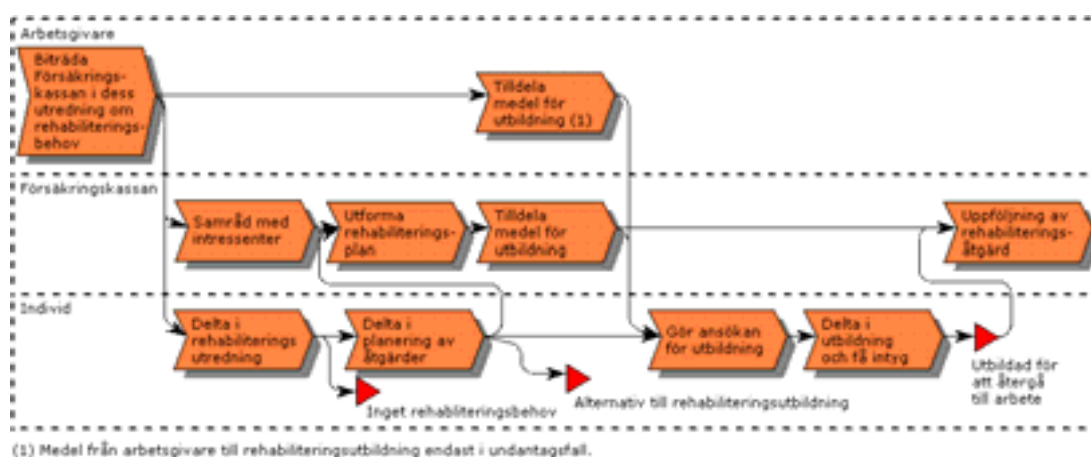 Arbetsgivare
Biträda
Försäkrings-
kassan i dess
utredning om
rehabiliterings-
behov
Tilldela
medel för
utbildning (1)
Försäkringskassan
Samråd med
intressenter
Utforma
rehabiliterings-
plan
Tilldela
medel för
utbildning
Uppföljning av
rehabiliterings-
åtgärd
Individ
Delta i
rehabiliterings
utredning
Delta i
planering av
åtgärder
Gör ansökan
för utbildning
Delta i
utbildning
och få intyg
Inget rehabliteringsbehov
Alternativ till rehabiliteringsutbildning
Utbildad för
att återgå
till arbete
(1) Medel från arbetsgivare till rehabiliteringsutbildning endast i undantagsfall.